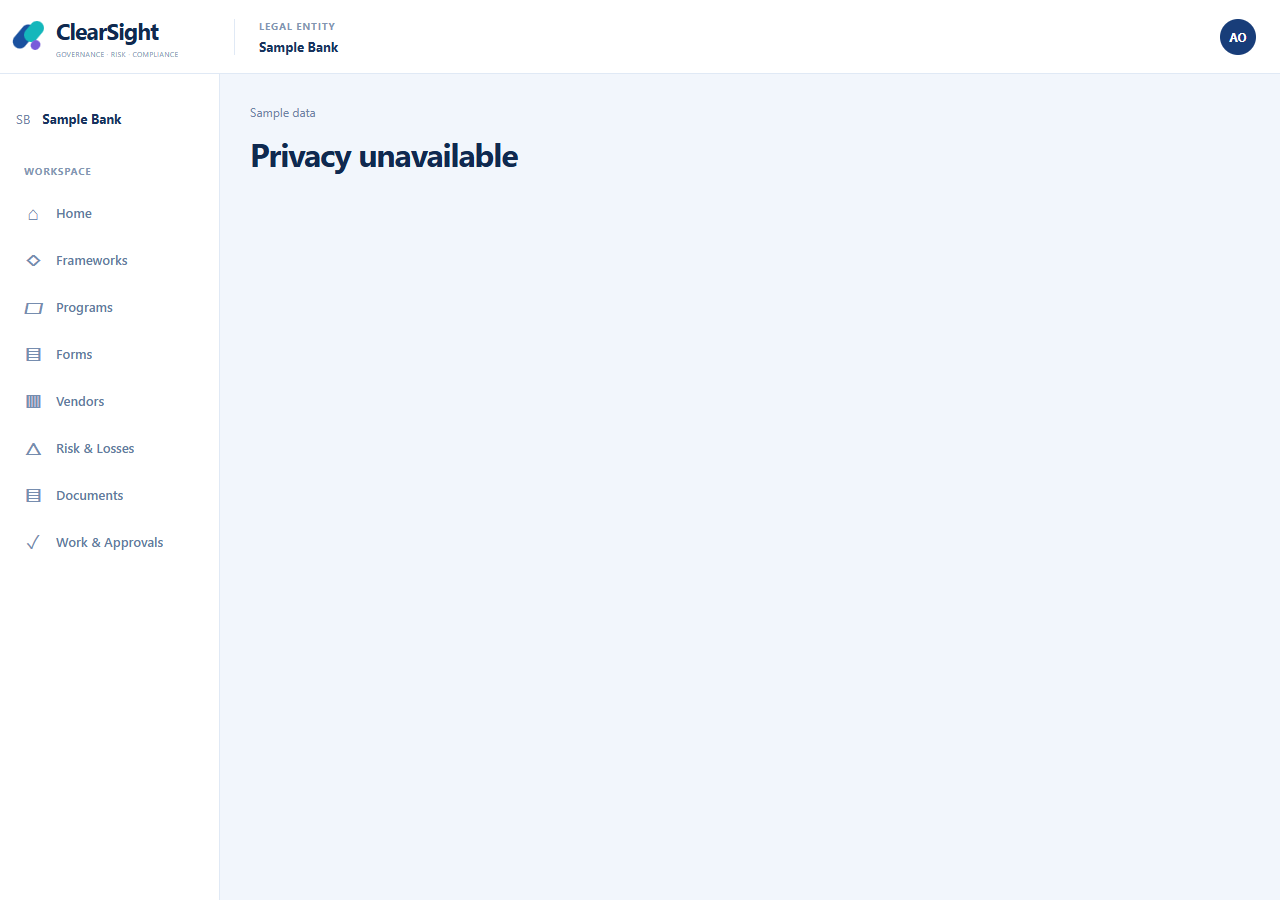 ClearSight
GOVERNANCE · RISK · COMPLIANCE
LEGAL ENTITY
Sample Bank
AO
SB Sample Bank
WORKSPACE
Home
Frameworks
Programs
Forms
Vendors
Risk & Losses
Documents
Work & Approvals
Sample data
Privacy unavailable